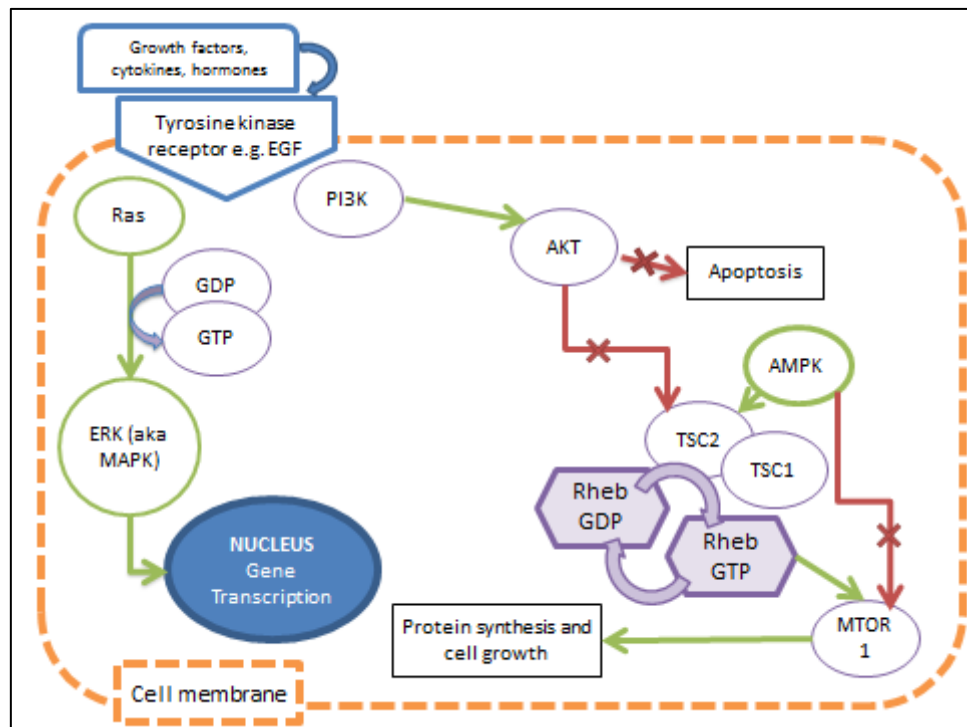 Growth factors,
cytokines, hormones
Tyrosine kinase
receptor e.g. EGF
Ras
PI3K
AKT
Apoptosis
GDP
GTP
AMPK
ERK (aka
MAPK)
TSC2
TSC1
Rheb
GDP
Rheb
GTP
NUCLEUS
Gene
Transcription
Protein synthesis and
cell growth
MTOR
1
Cell membrane